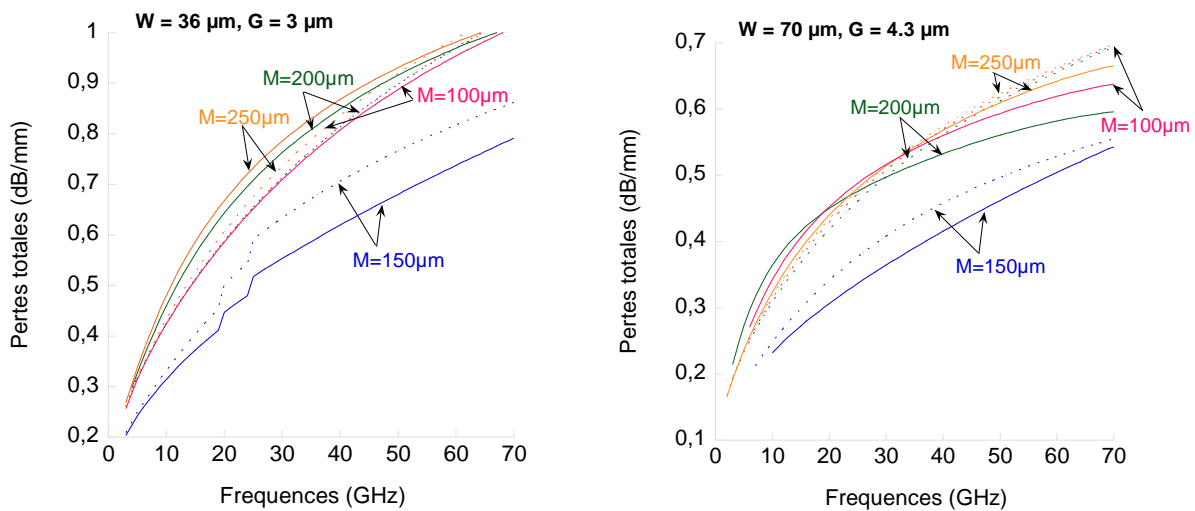 W = 36 µm, G = 3 µm
Pertes totales (dB/mm)
1
0,9
0,8
0,7
0,6
0,5
0,4
0,3
0,2
M=200µm
M=100µm
M=250µm
M=150µm
0 10 20 30 40 50 60 70
Frequences (GHz)
W = 70 µm, G = 4.3 µm
Pertes totales (dB/mm)
0,7
0,6
0,5
0,4
0,3
0,2
0,1
M=250µm
M=200µm
M=100µm
M=150µm
0 10 20 30 40 50 60 70
Frequences (GHz)